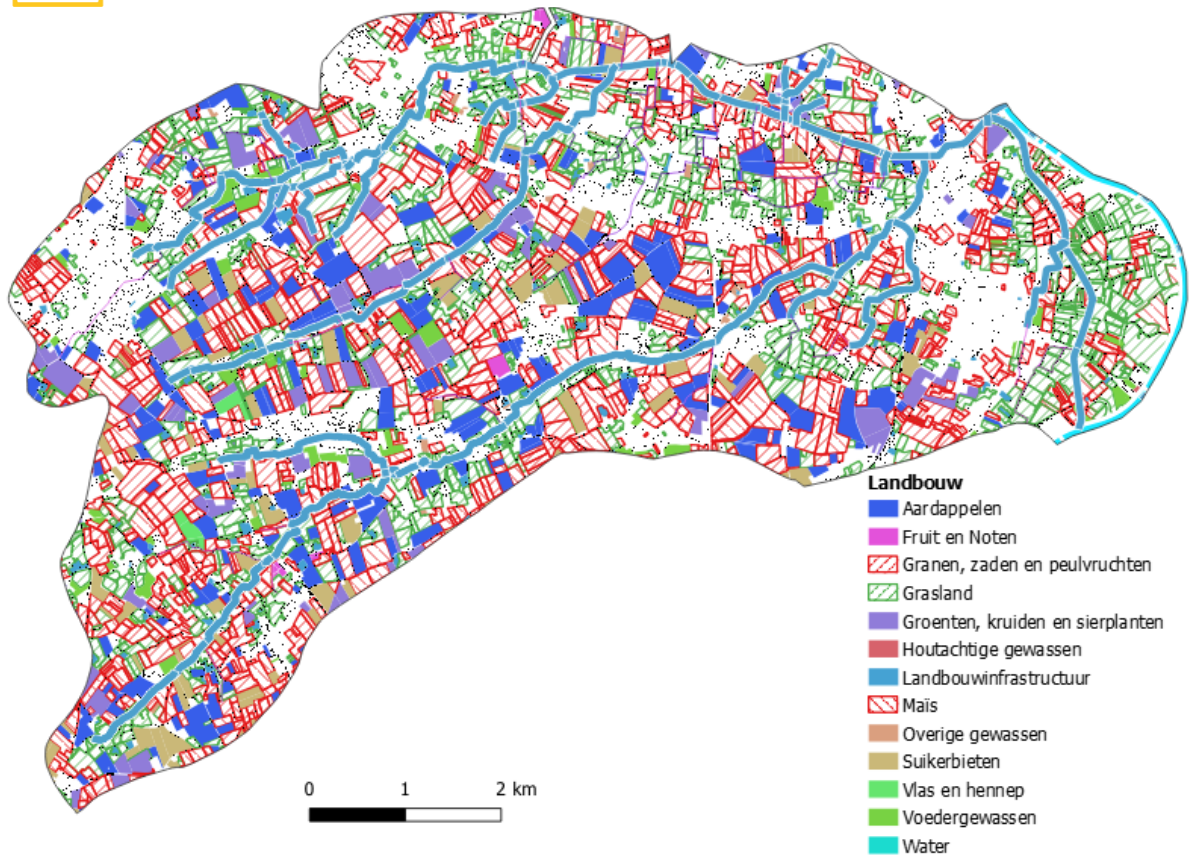 Landbouw
Aardappelen
Fruit en Noten
Granen, zaden en peulvruchten
Grasland
Groenten, kruiden en sierplanten
Houtachtige gewassen
Landbouwinfrastructuur
Maïs
Overige gewassen
Suikerbieten
Vlas en hennep
Voedergewassen
Water
0 1 2 km